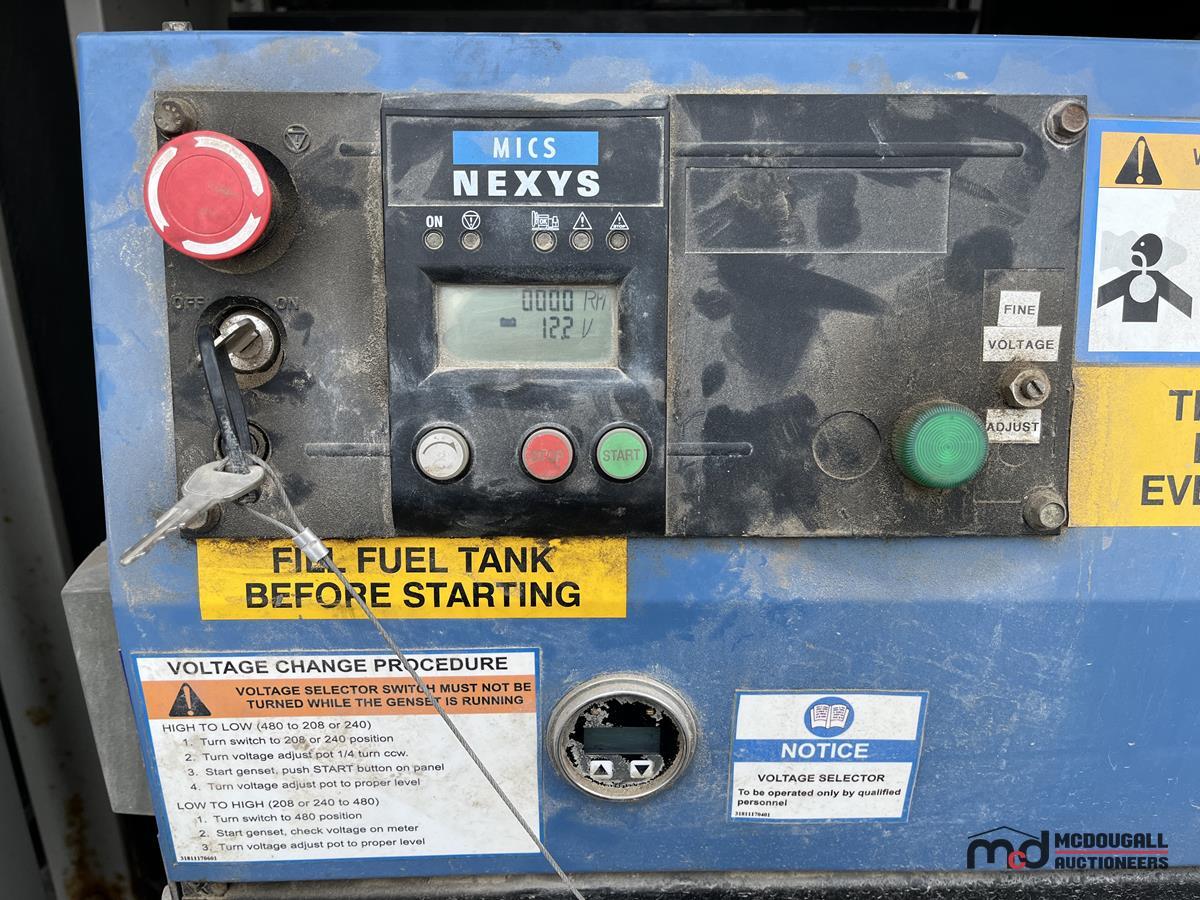 MICS
NEXYS
ON
OFF
ON
0000 R
12.2 V
FINE
VOLTAGE
ADJUST
STOP
START
FILL FUEL TANK
BEFORE STARTING
EVE
VOLTAGE CHANGE PROCEDURE
VOLTAGE SELECTOR SWITCH MUST NOT BE
TURNED WHILE THE GENSET IS RUNNING
HIGH TO LOW (480 to 208 or 240)
1. Turn switch to 208 or 240 position
2. Turn voltage adjust pot 1/4 turn ccw.
3. Start genset, push START button on panel
4. Turn voltage adjust pot to proper level
LOW TO HIGH (208 or 240 to 480)
1. Turn switch to 480 position
2. Start genset, check voltage on meter
3. Turn voltage adjust pot to proper level
31811170601
NOTICE
VOLTAGE SELECTOR
To be operated only by qualified
personnel
31811170401
mcd MCDOUGALL
AUCTIONEERS